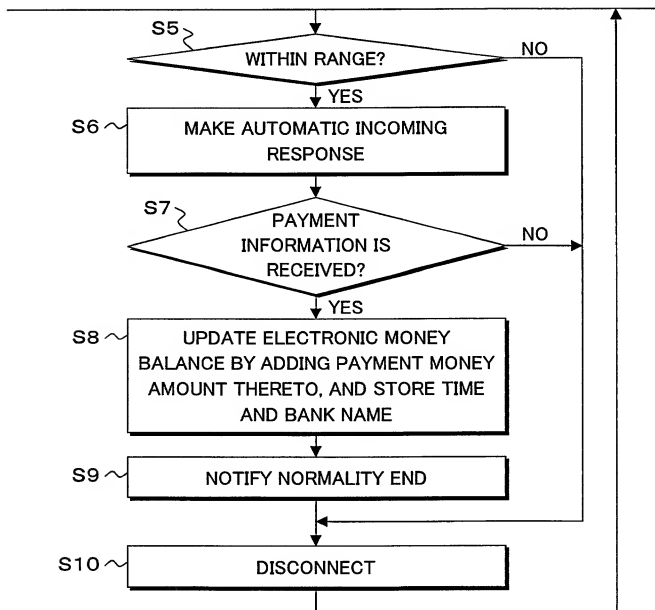 S5
WITHIN RANGE?
NO
YES
S6
MAKE AUTOMATIC INCOMING
RESPONSE
S7
PAYMENT
INFORMATION IS
RECEIVED?
NO
YES
S8
UPDATE ELECTRONIC MONEY
BALANCE BY ADDING PAYMENT MONEY
AMOUNT THERETO, AND STORE TIME
AND BANK NAME
S9
NOTIFY NORMALITY END
S10
DISCONNECT